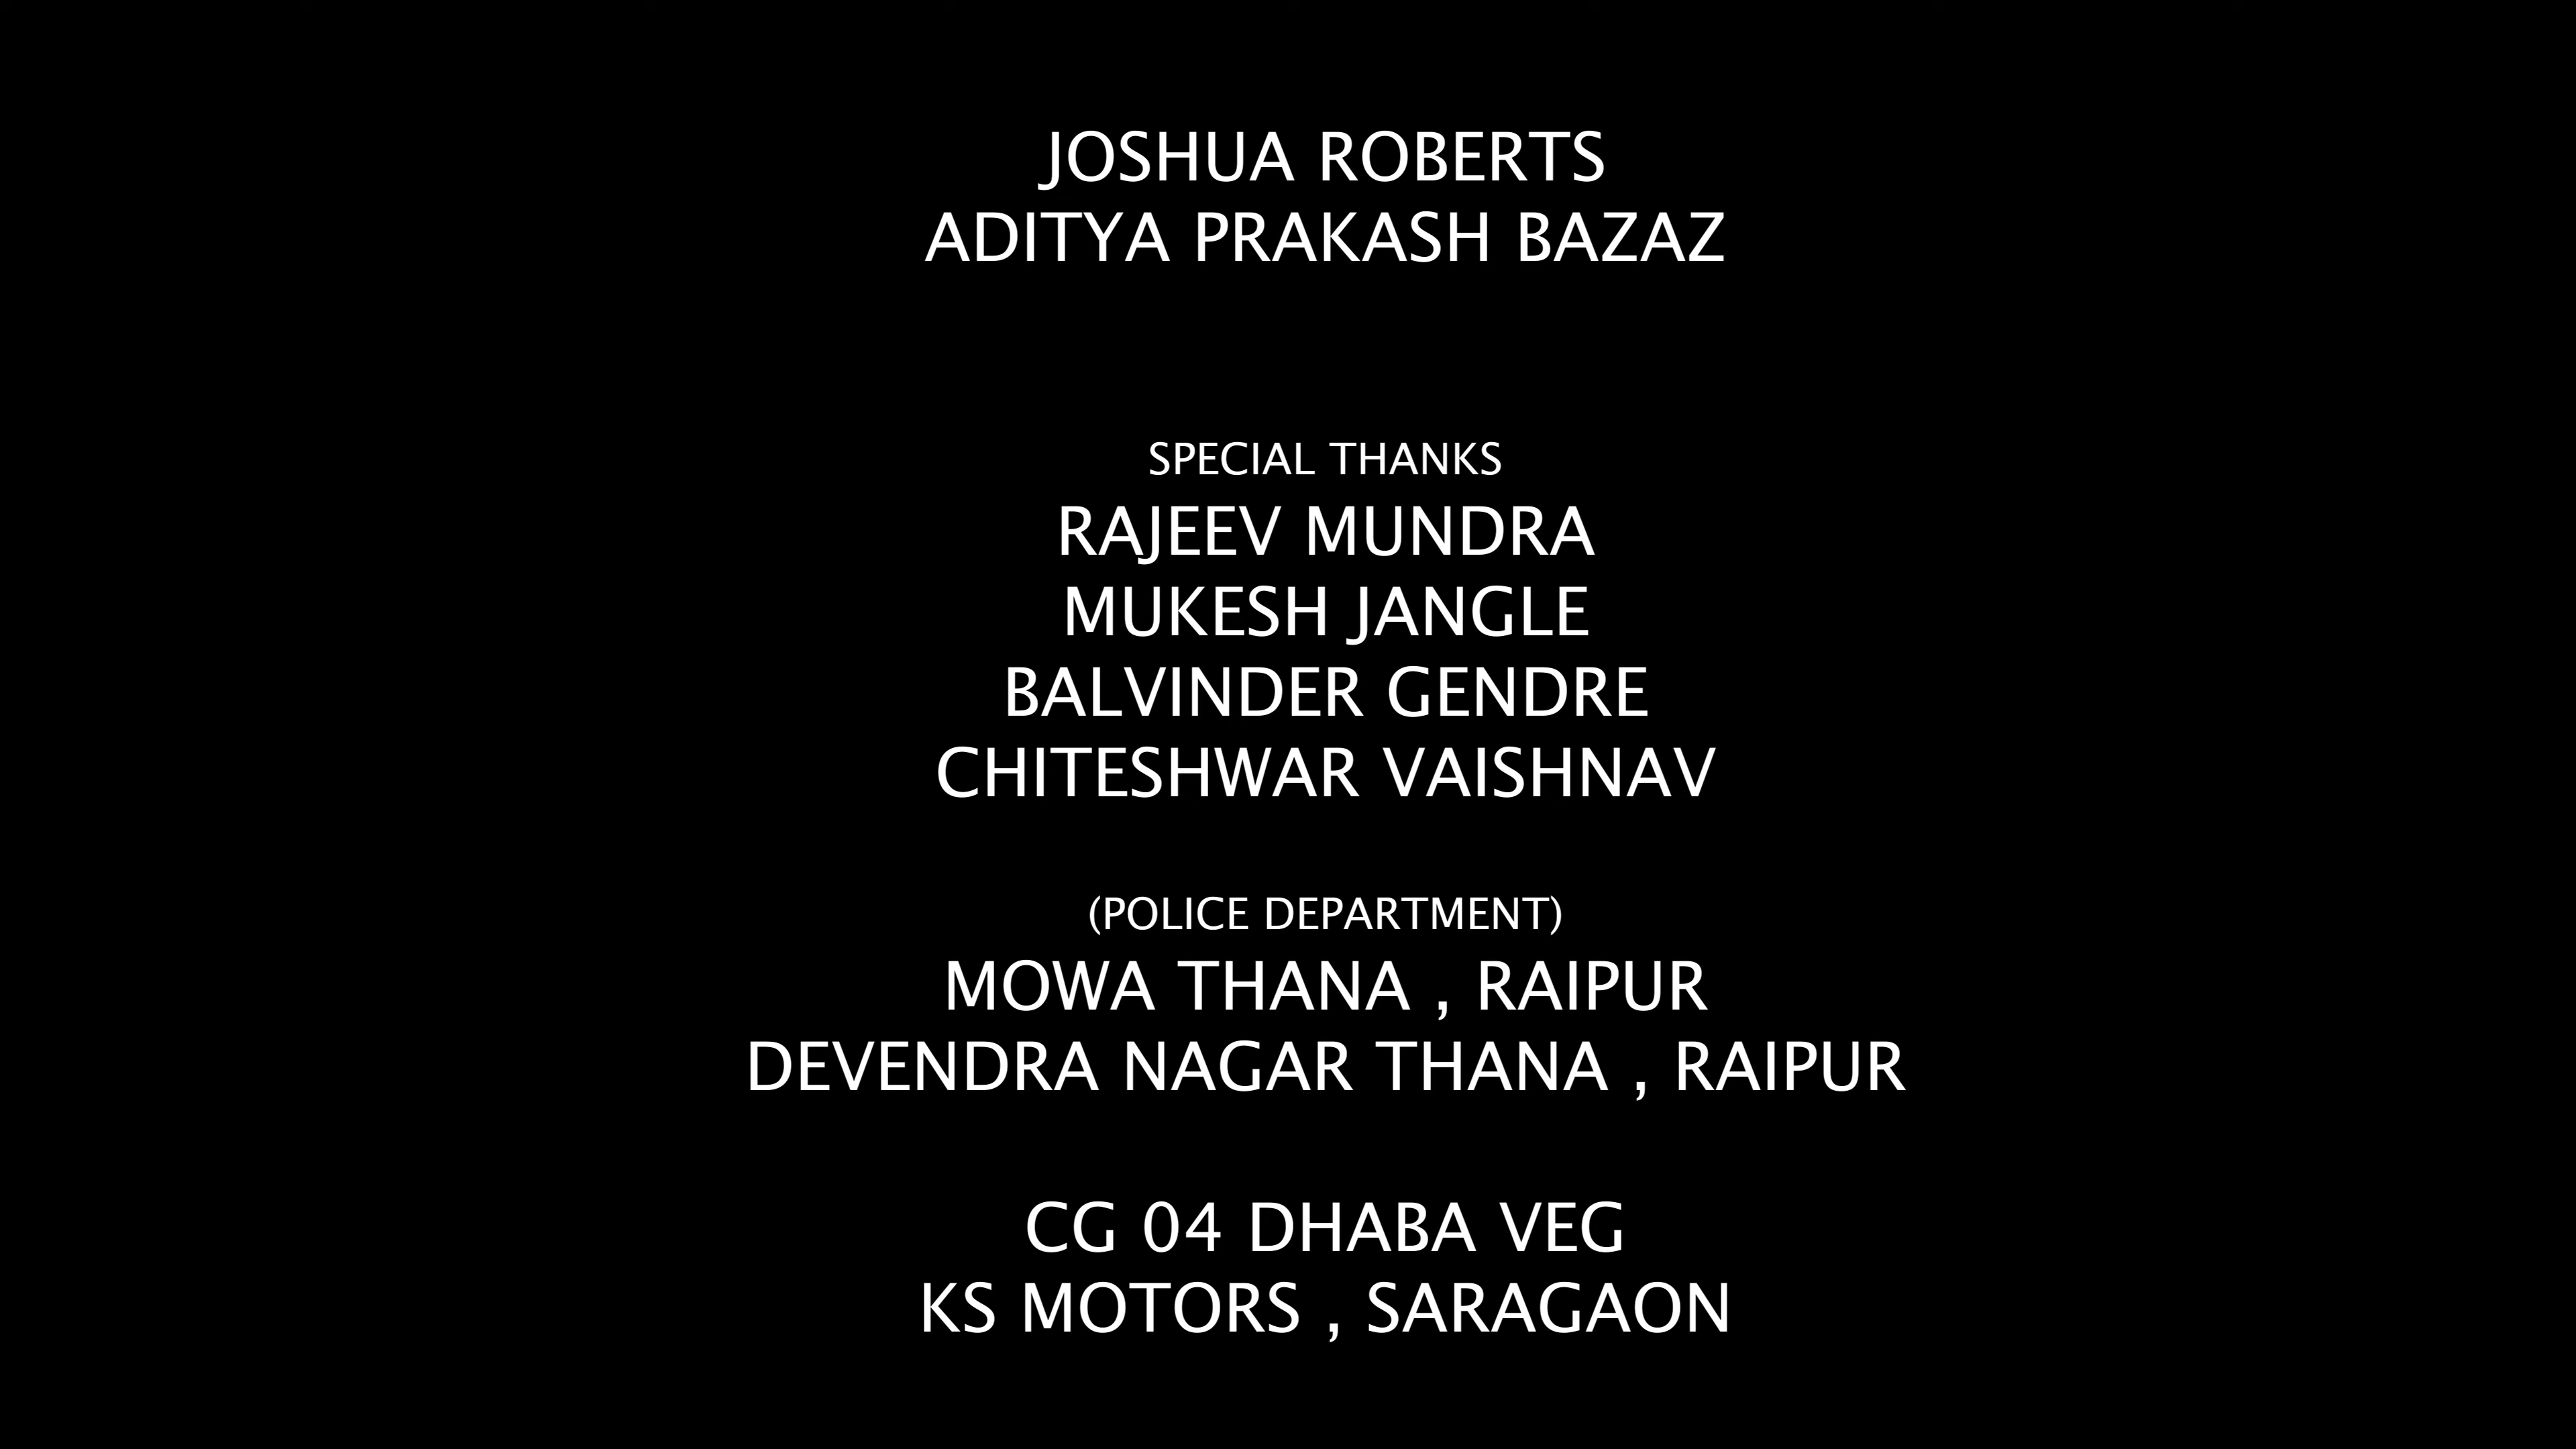 JOSHUA ROBERTS
ADITYA PRAKASH BAZAZ
SPECIAL THANKS
RAJEEV MUNDRA
MUKESH JANGLE
BALVINDER GENDRE
CHITESHWAR VAISHNAV
(POLICE DEPARTMENT)
MOWA THANA , RAIPUR
DEVENDRA NAGAR THANA , RAIPUR
CG 04 DHABA VEG
KS MOTORS , SARAGAON